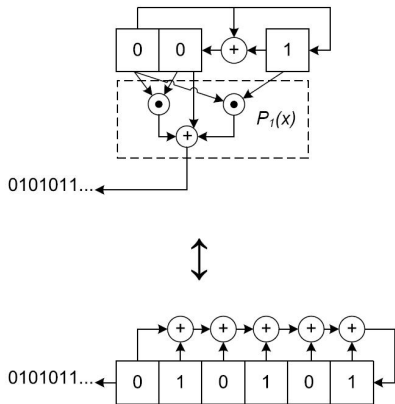 0 0 + 1
P₁(x)
+
0101011...
+ + + + +
0101011... 0 1 0 1 0 1